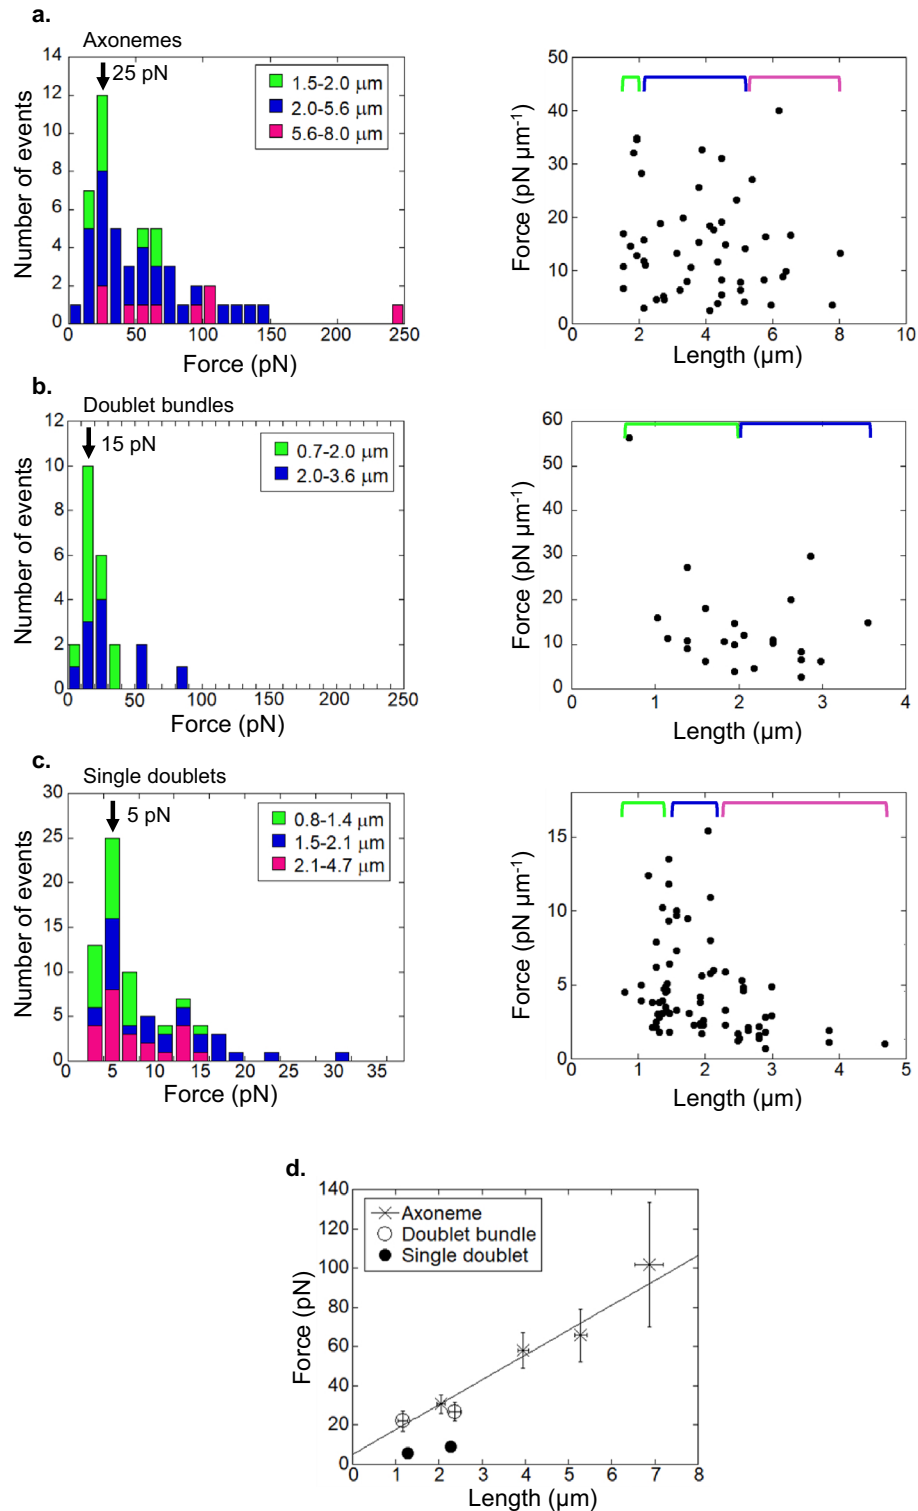 a.
Axonemes
25 pN
1.5-2.0 μm
2.0-5.6 μm
5.6-8.0 μm
14
12
10
8
6
4
2
0
Number of events
0 50 100 150 200 250
Force (pN)
50
40
30
20
10
0
Force (pN μm-1)
0 2 4 6 8 10
Length (μm)
b.
Doublet bundles
15 pN
0.7-2.0 μm
2.0-3.6 μm
12
10
8
6
4
2
0
Number of events
0 50 100 150 200 250
Force (pN)
60
50
40
30
20
10
0
Force (pN μm-1)
0 1 2 3 4
Length (μm)
c.
Single doublets
5 pN
0.8-1.4 μm
1.5-2.1 μm
2.1-4.7 μm
30
25
20
15
10
5
0
Number of events
0 5 10 15 20 25 30 35
Force (pN)
15
10
5
0
Force (pN μm-1)
0 1 2 3 4 5
Length (μm)
d.
Axoneme
Doublet bundle
Single doublet
140
120
100
80
60
40
20
0
Force (pN)
0 1 2 3 4 5 6 7 8
Length (μm)